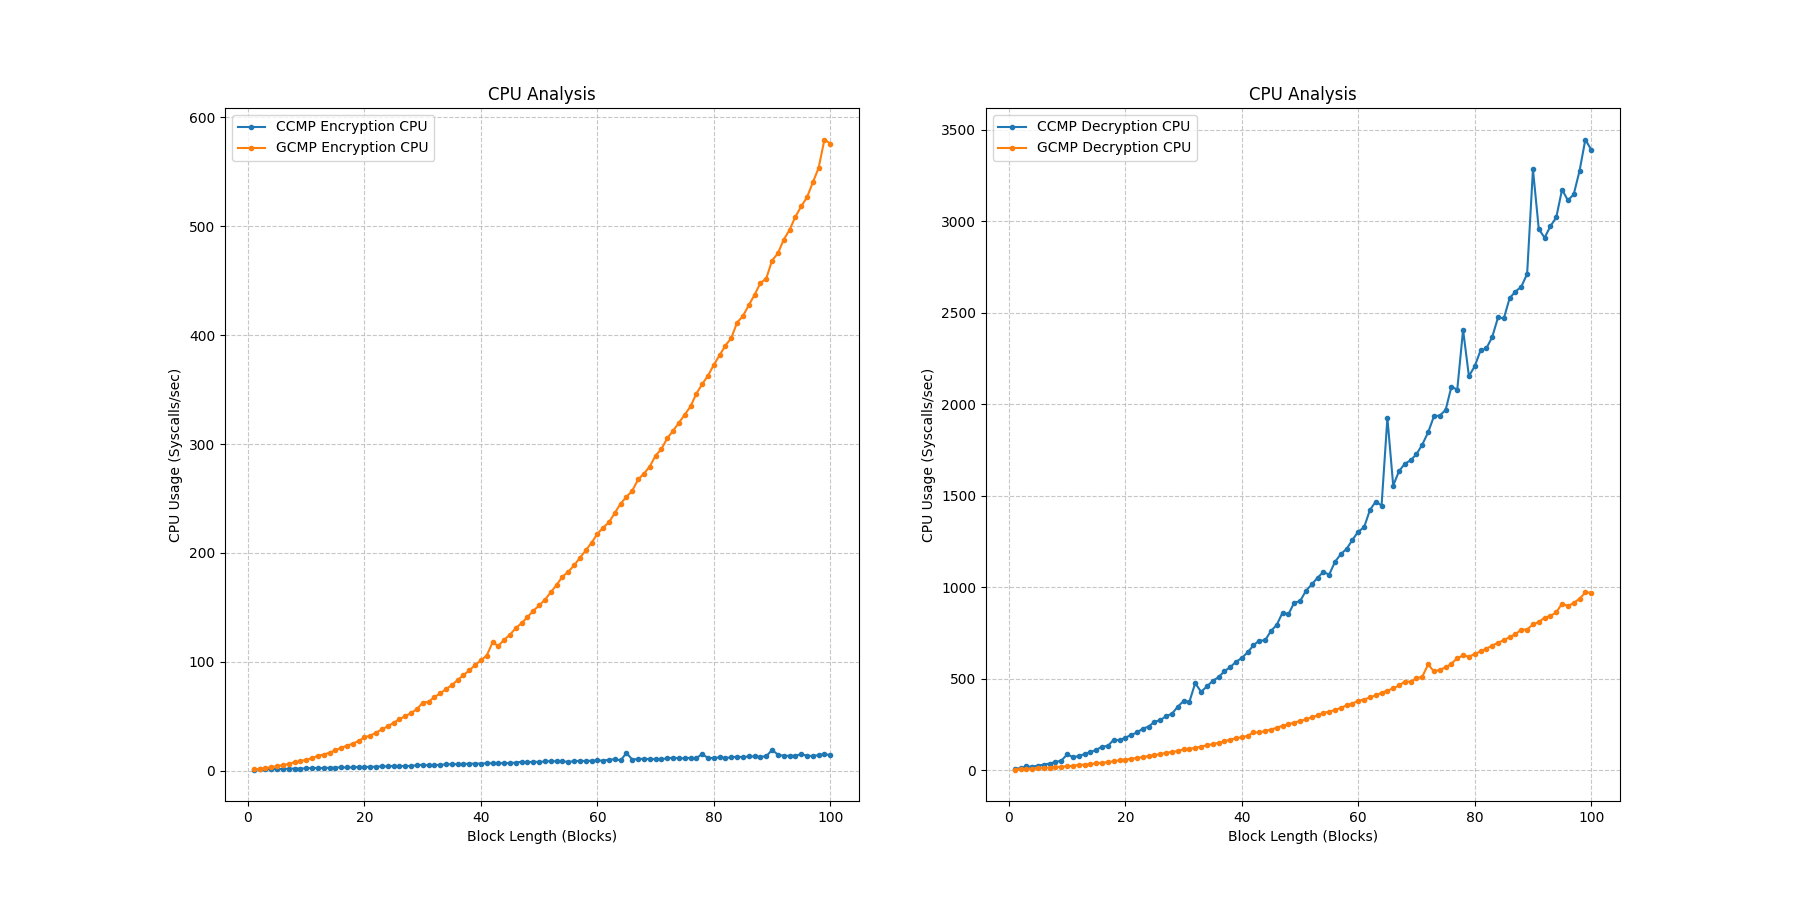 CPU Analysis
CCMP Encryption CPU
GCMP Encryption CPU
600
500
400
300
200
100
0
CPU Usage (Syscalls/sec)
0 20 40 60 80 100
Block Length (Blocks)
CPU Analysis
CCMP Decryption CPU
GCMP Decryption CPU
3500
3000
2500
2000
1500
1000
500
0
CPU Usage (Syscalls/sec)
0 20 40 60 80 100
Block Length (Blocks)